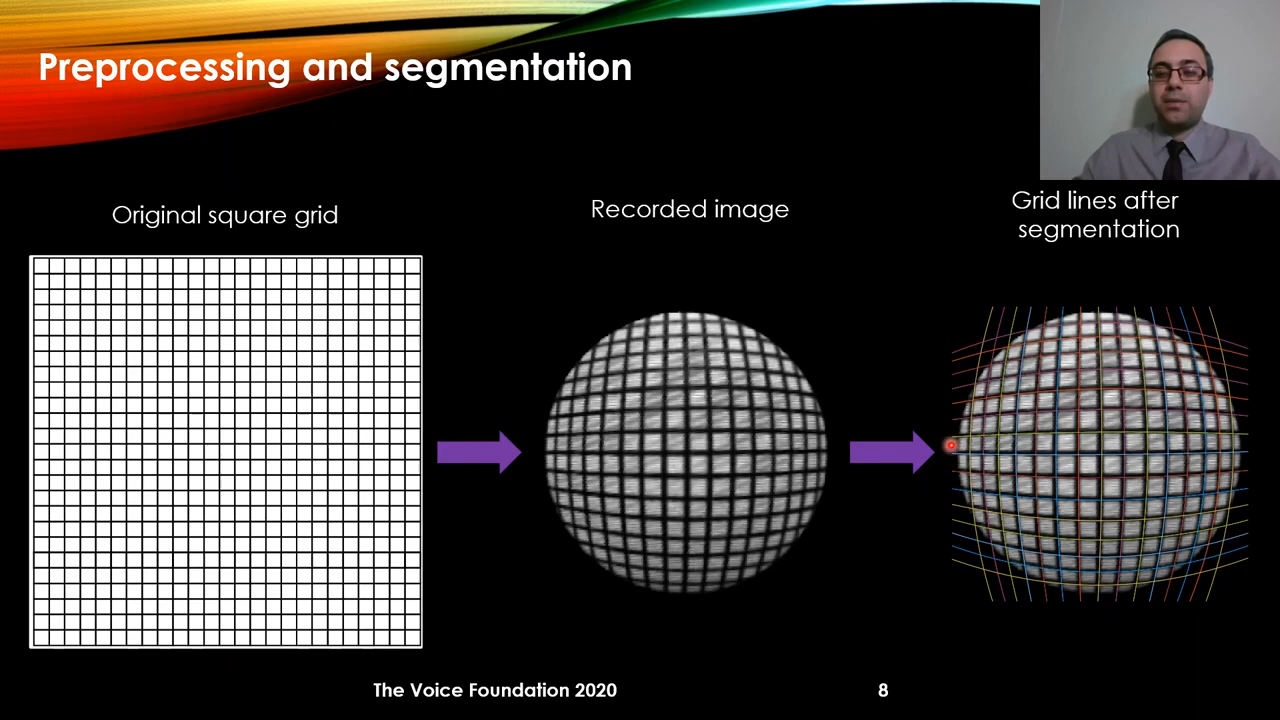 Preprocessing and segmentation
Original square grid
Recorded image
Grid lines after
segmentation
The Voice Foundation 2020
8